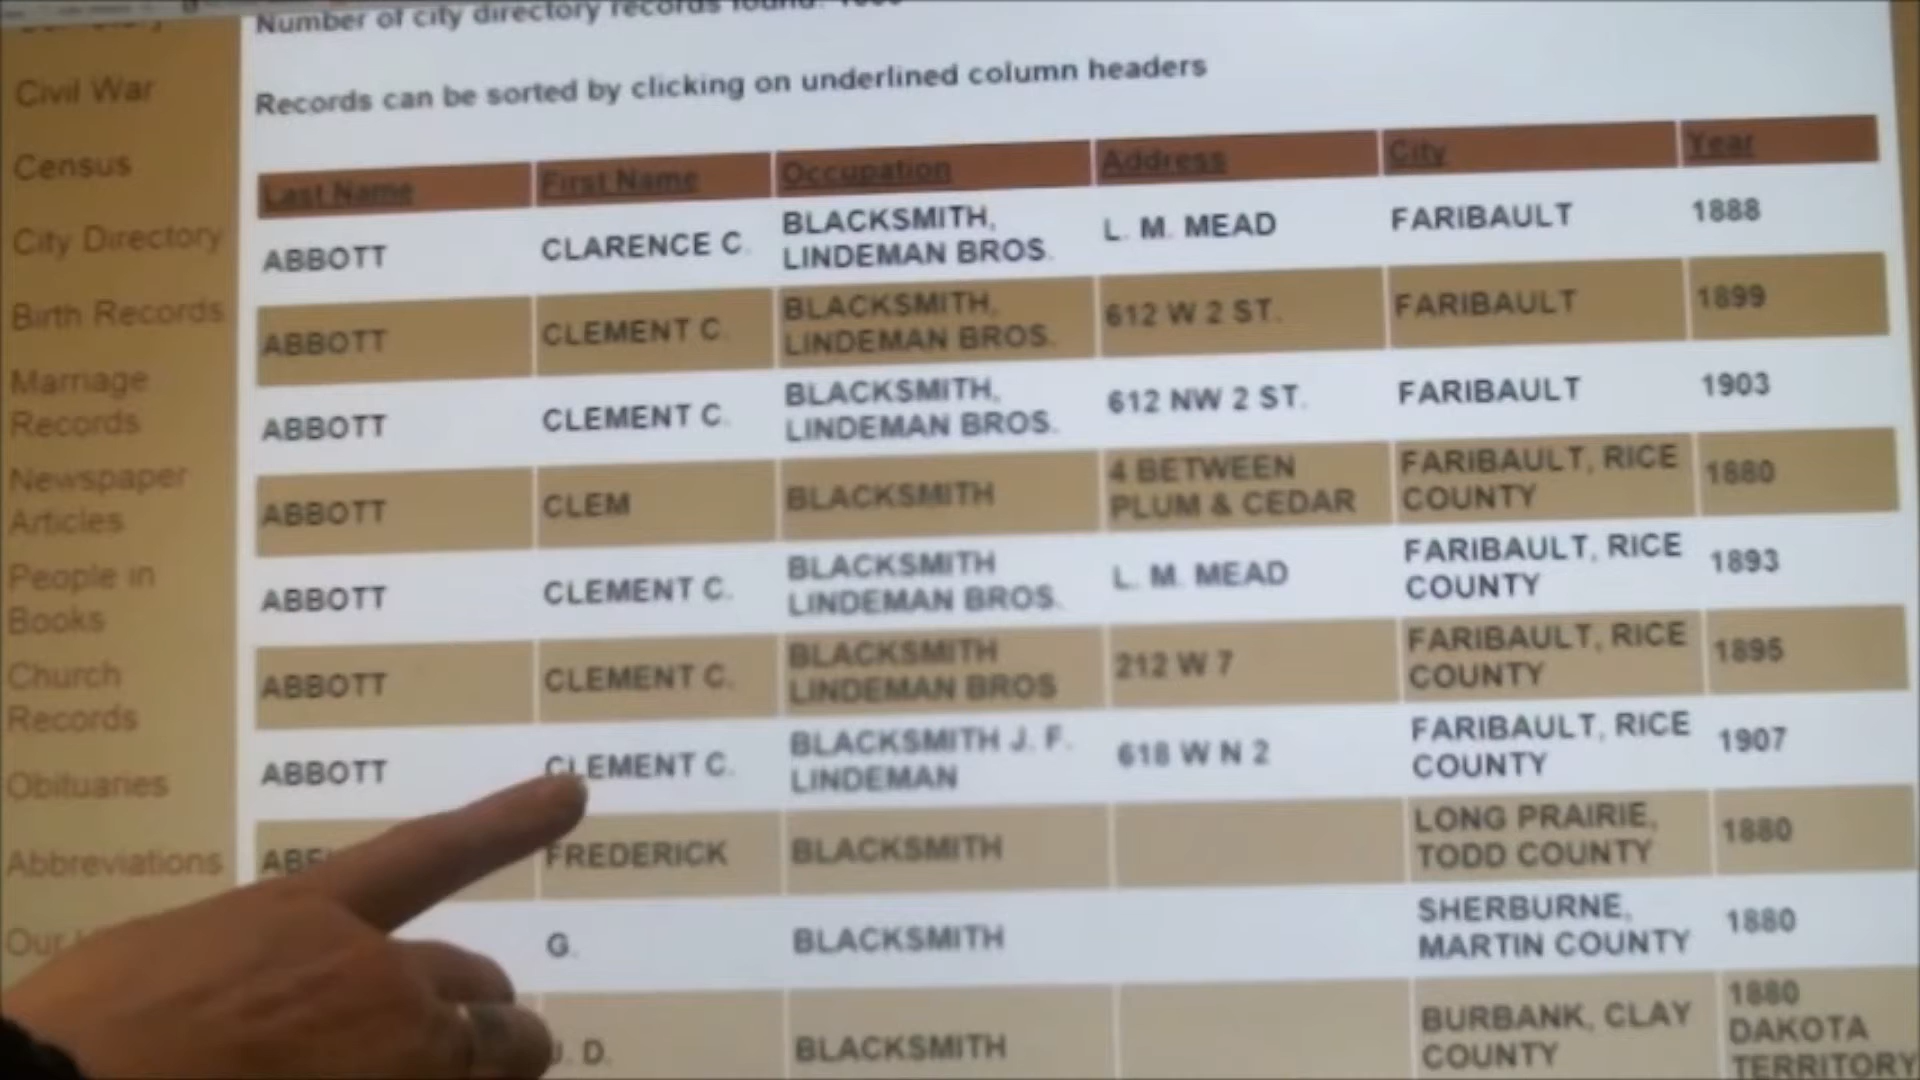 Number of city directory records found:
Records can be sorted by clicking on underlined column headers
Civil War
Census
City Directory
Birth Records
Marriage
Records
Newspaper
Articles
People in
Books
Church
Records
Obituaries
Abbreviations
Our
Last Name First Name Occupation Address City Year
ABBOTT CLARENCE C. BLACKSMITH, LINDEMAN BROS. L. M. MEAD FARIBAULT 1888
ABBOTT CLEMENT C. BLACKSMITH, LINDEMAN BROS. 612 W 2 ST. FARIBAULT 1899
ABBOTT CLEMENT C. BLACKSMITH, LINDEMAN BROS. 612 NW 2 ST. FARIBAULT 1903
ABBOTT CLEM BLACKSMITH 4 BETWEEN PLUM & CEDAR FARIBAULT, RICE COUNTY 1880
ABBOTT CLEMENT C. BLACKSMITH LINDEMAN BROS. L. M. MEAD FARIBAULT, RICE COUNTY 1893
ABBOTT CLEMENT C. BLACKSMITH LINDEMAN BROS 212 W 7 FARIBAULT, RICE COUNTY 1895
ABBOTT CLEMENT C. BLACKSMITH J. F. LINDEMAN 618 W N 2 FARIBAULT, RICE COUNTY 1907
FREDERICK BLACKSMITH LONG PRAIRIE, TODD COUNTY 1880
G. BLACKSMITH SHERBURNE, MARTIN COUNTY 1880
J. D. BLACKSMITH BURBANK, CLAY COUNTY 1880 DAKOTA TERRITORY